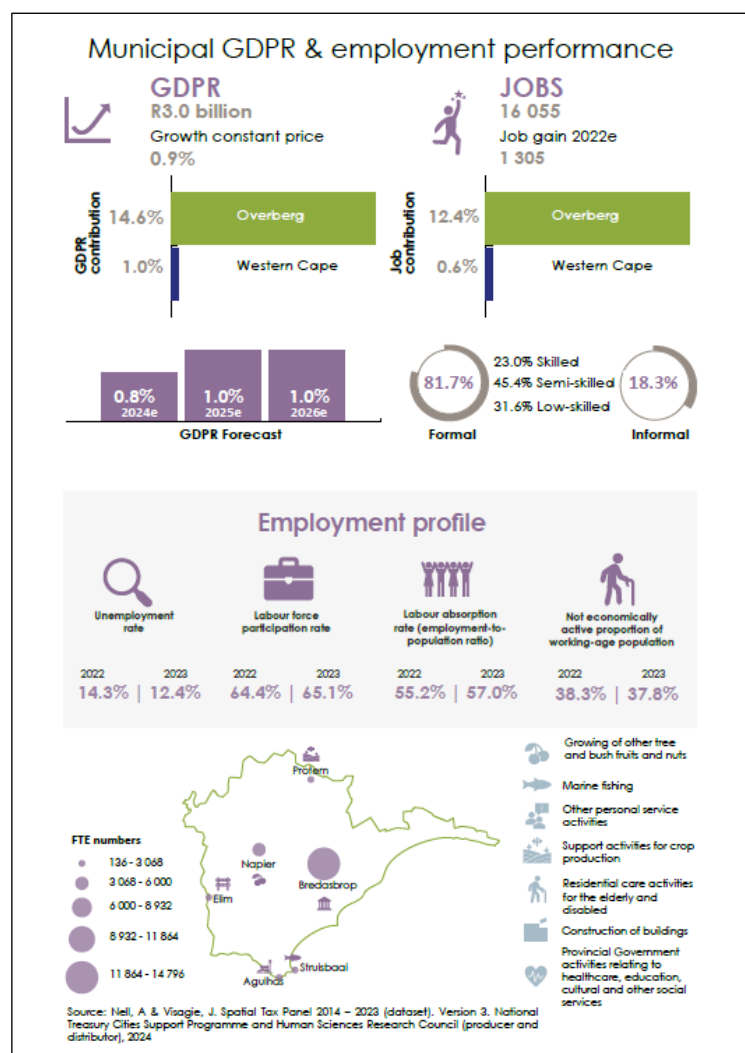 Municipal GDPR & employment performance
GDPR
R3.0 billion
Growth constant price
0.9%
JOBS
16 055
Job gain 2022e
1 305
GDPR contribution
14.6%
Overberg
1.0%
Western Cape
Job contribution
12.4%
Overberg
0.6%
Western Cape
0.8%
2024e
1.0%
2025e
1.0%
2026e
GDPR Forecast
81.7%
Formal
23.0% Skilled
45.4% Semi-skilled
31.6% Low-skilled
18.3%
Informal
Employment profile
Unemployment
rate
2022 2023
14.3% | 12.4%
Labour force
participation rate
2022 2023
64.4% | 65.1%
Labour absorption
rate (employment-to-
population ratio)
2022 2023
55.2% | 57.0%
Not economically
active proportion of
working-age population
2022 2023
38.3% | 37.8%
FTE numbers
136 - 3 068
3 068 - 6 000
6 000 - 8 932
8 932 - 11 864
11 864 - 14 796
Protem
Napier
Bredasbrop
Elim
Struisbaai
Agulhas
Growing of other tree
and bush fruits and nuts
Marine fishing
Other personal service
activities
Support activities for crop
production
Residential care activities
for the elderly and
disabled
Construction of buildings
Provincial Government
activities relating to
healthcare, education,
cultural and other social
services
Source: Nell, A & Visagie, J. Spatial Tax Panel 2014 – 2023 (dataset). Version 3. National
Treasury Cities Support Programme and Human Sciences Research Council (producer and
distributor), 2024